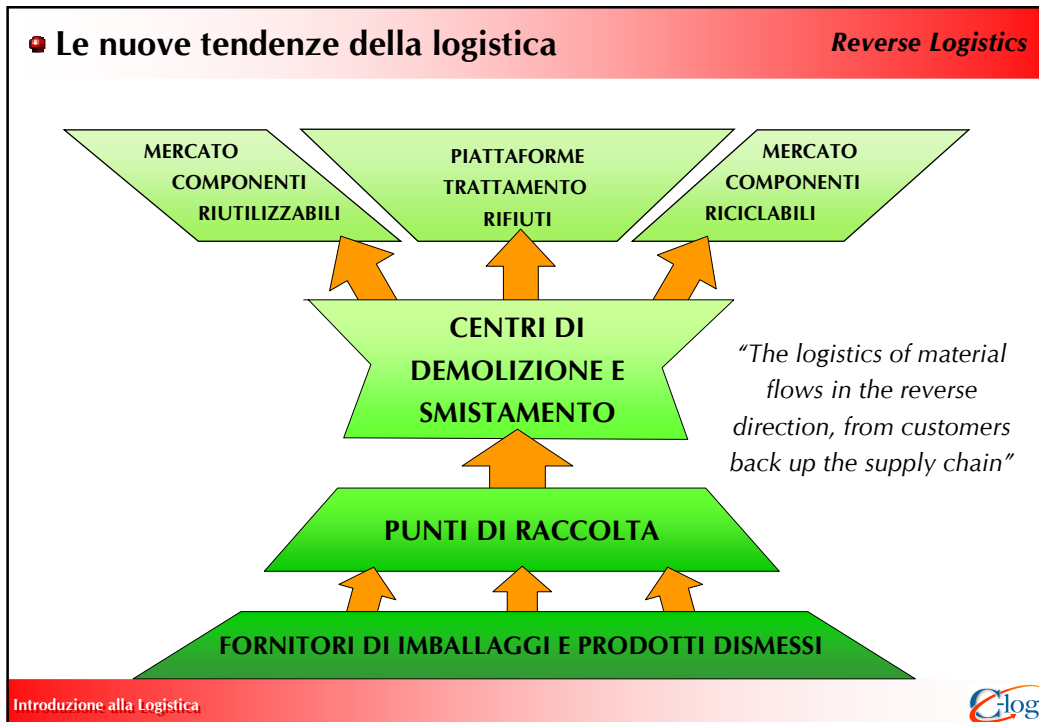 Le nuove tendenze della logistica
Reverse Logistics
MERCATO
COMPONENTI
RIUTILIZZABILI
PIATTAFORME
TRATTAMENTO
RIFIUTI
MERCATO
COMPONENTI
RICICLABILI
CENTRI DI
DEMOLIZIONE E
SMISTAMENTO
"The logistics of material
flows in the reverse
direction, from customers
back up the supply chain"
PUNTI DI RACCOLTA
FORNITORI DI IMBALLAGGI E PRODOTTI DISMESSI
Introduzione alla Logistica
C-log